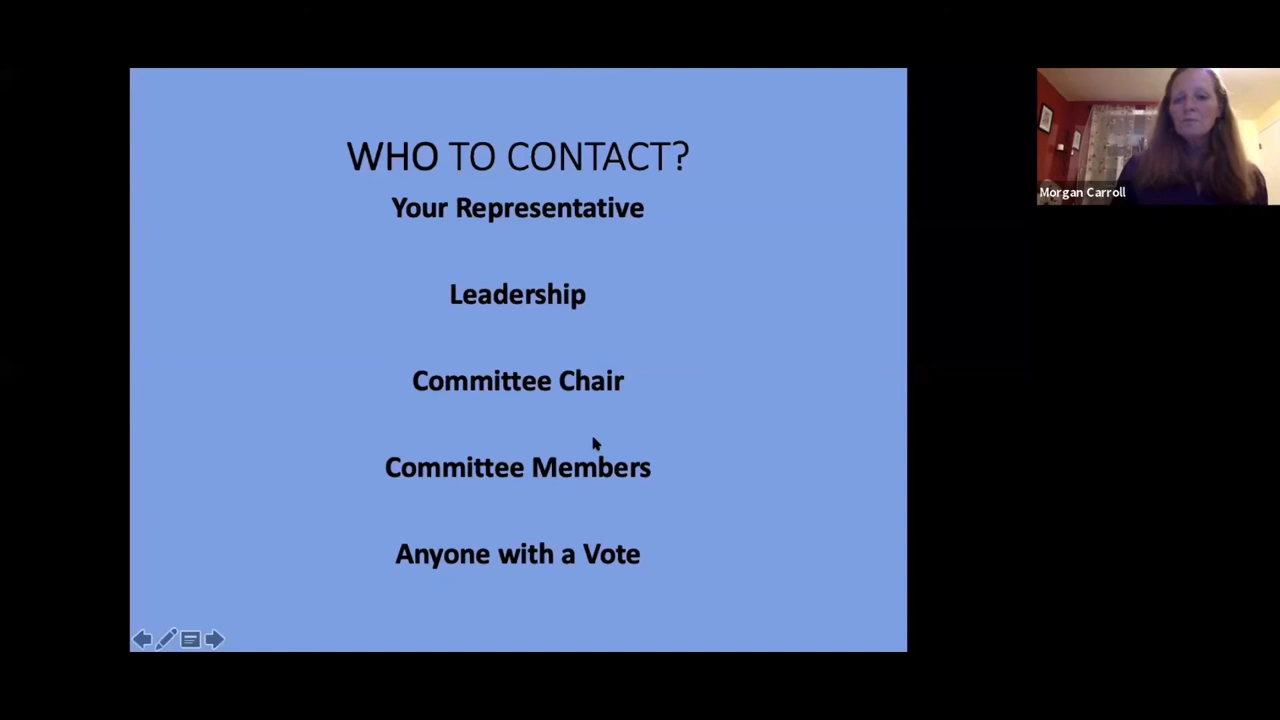 WHO TO CONTACT?
Your Representative
Leadership
Committee Chair
Committee Members
Anyone with a Vote
Morgan Carroll